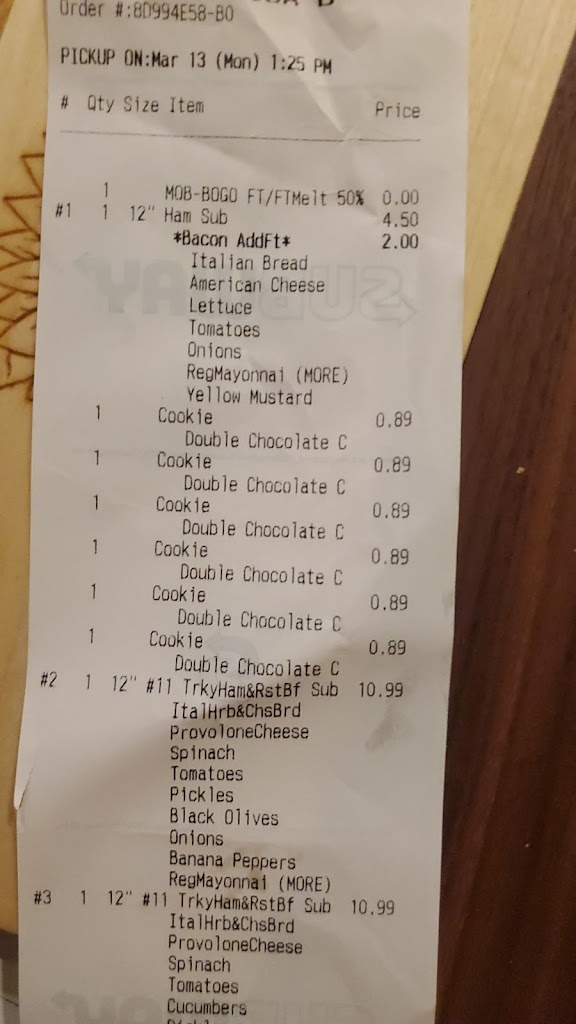 Order #:8D994E58-B0
PICKUP ON:Mar 13 (Mon) 1:25 PM
# Qty Size Item Price
1 MOB-BOGO FT/FTMelt 50% 0.00
#1 1 12" Ham Sub 4.50
*Bacon AddFt* 2.00
Italian Bread
American Cheese
Lettuce
Tomatoes
Onions
RegMayonnai (MORE)
Yellow Mustard
1 Cookie 0.89
Double Chocolate C
1 Cookie 0.89
Double Chocolate C
1 Cookie 0.89
Double Chocolate C
1 Cookie 0.89
Double Chocolate C
1 Cookie 0.89
Double Chocolate C
1 Cookie 0.89
Double Chocolate C
#2 1 12" #11 TrkyHam&RstBf Sub 10.99
ItalHrb&ChsBrd
ProvoloneCheese
Spinach
Tomatoes
Pickles
Black Olives
Onions
Banana Peppers
RegMayonnai (MORE)
#3 1 12" #11 TrkyHam&RstBf Sub 10.99
ItalHrb&ChsBrd
ProvoloneCheese
Spinach
Tomatoes
Cucumbers